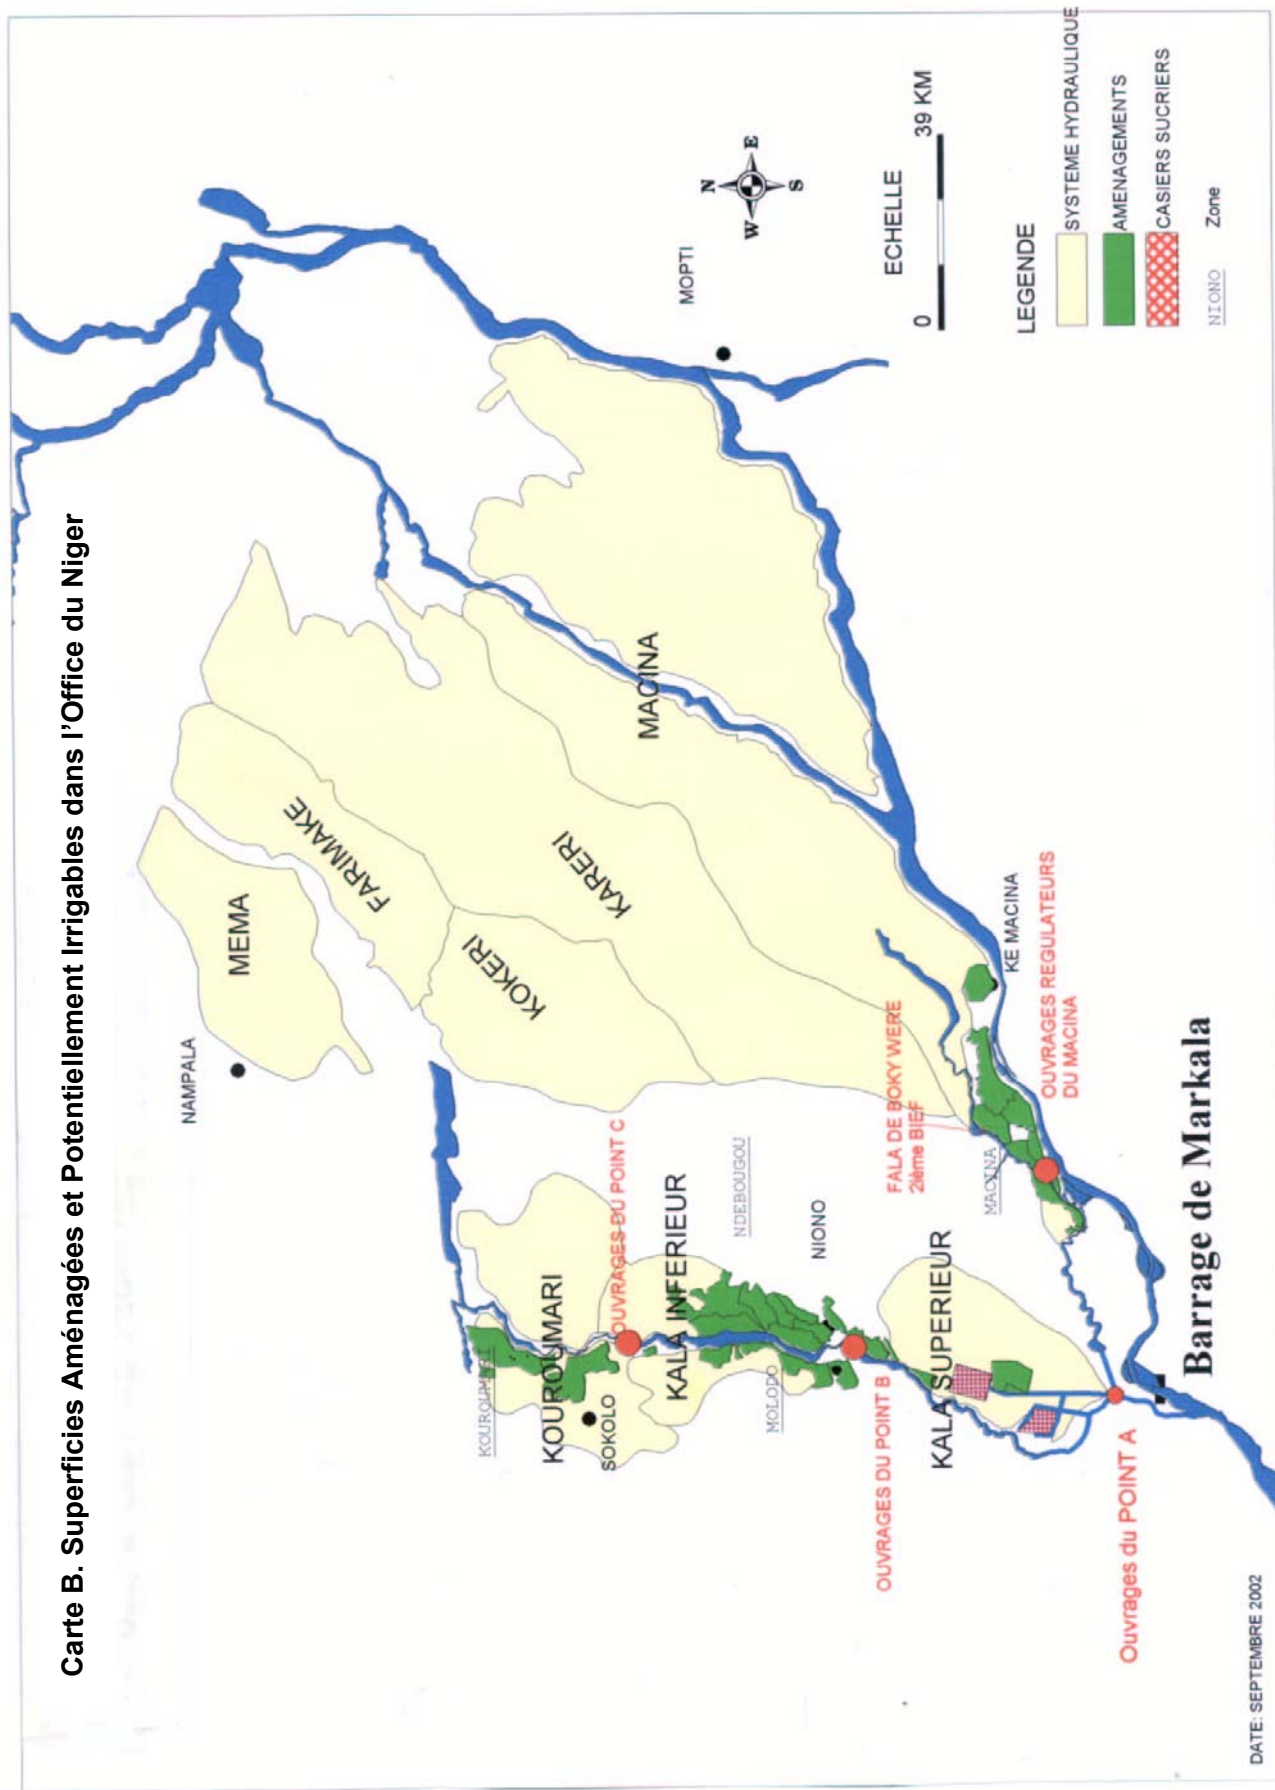 Carte B. Superficies Aménagées et Potentiellement Irrigables dans l'Office du Niger
NAMPALA
MEMA
FARIMAKE
KOKERI
KARERI
MACINA
MOPTI
N
W
E
S
ECHELLE
0
39 KM
LEGENDE
SYSTEME HYDRAULIQUE
AMENAGEMENTS
CASIERS SUCRIERS
NIONO
Zone
KOUROUMARI
KOUROUMARI
SOKOLO
OUVRAGES DU POINT C
KALA INFERIEUR
NDEBOUGOU
MOLODO
NIONO
OUVRAGES DU POINT B
KALA SUPERIEUR
FALA DE BOKY WERE
2ième BIEF
MACINA
KE MACINA
OUVRAGES REGULATEURS
DU MACINA
Ouvrages du POINT A
Barrage de Markala
DATE: SEPTEMBRE 2002